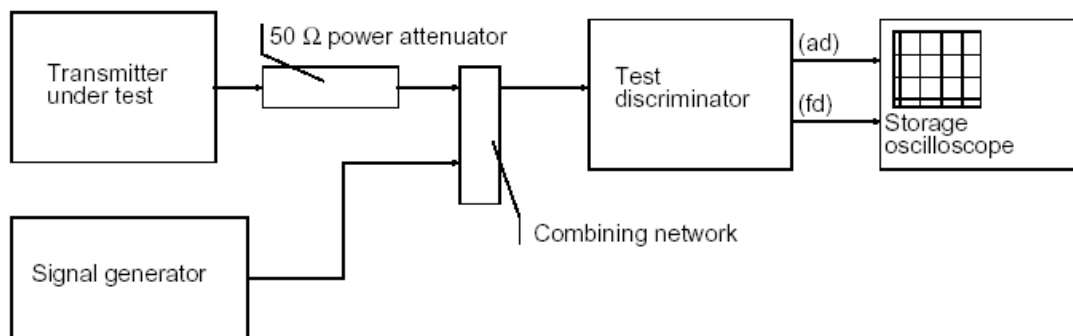 50 Ω power attenuator
Transmitter
under test
Test
discriminator
(ad)
(fd)
Storage
oscilloscope
Combining network
Signal generator